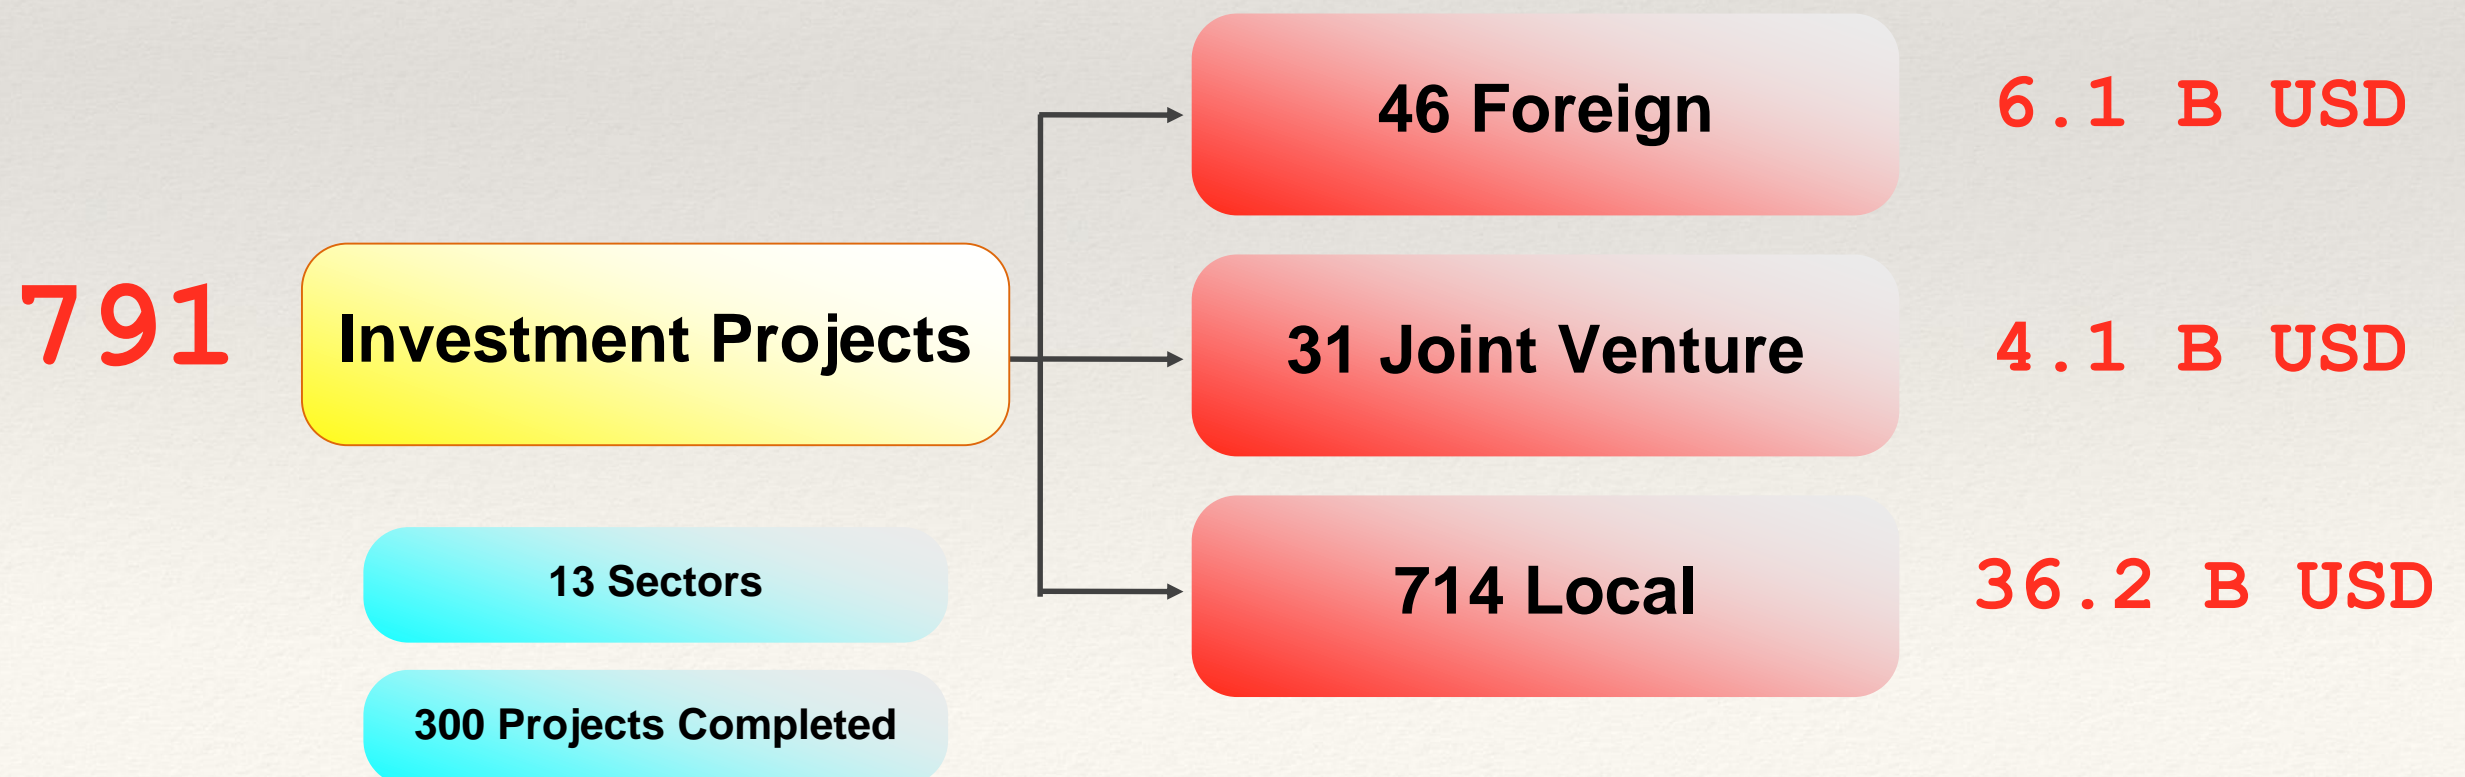 791
Investment Projects
13 Sectors
300 Projects Completed
46 Foreign
6.1 B USD
31 Joint Venture
4.1 B USD
714 Local
36.2 B USD